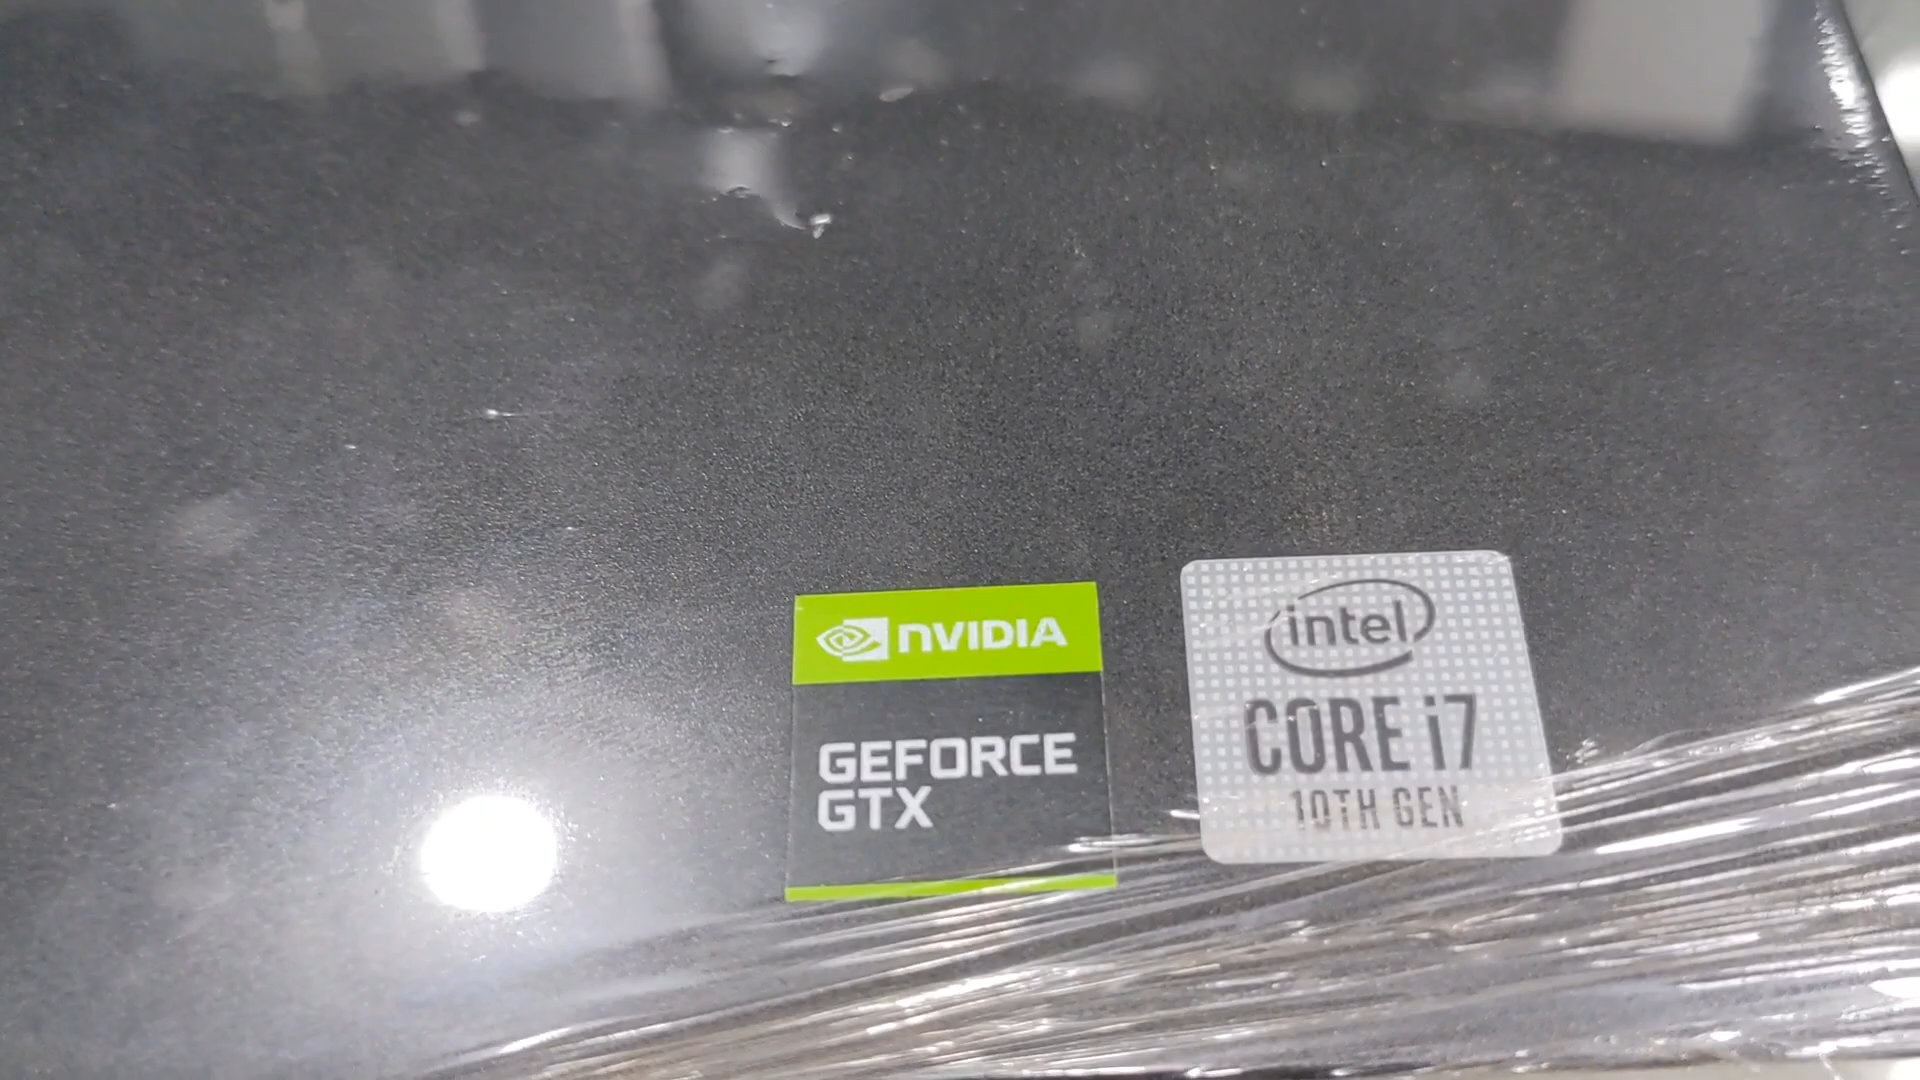 nVIDIA
GEFORCE
GTX
intel
CORE i7
10TH GEN